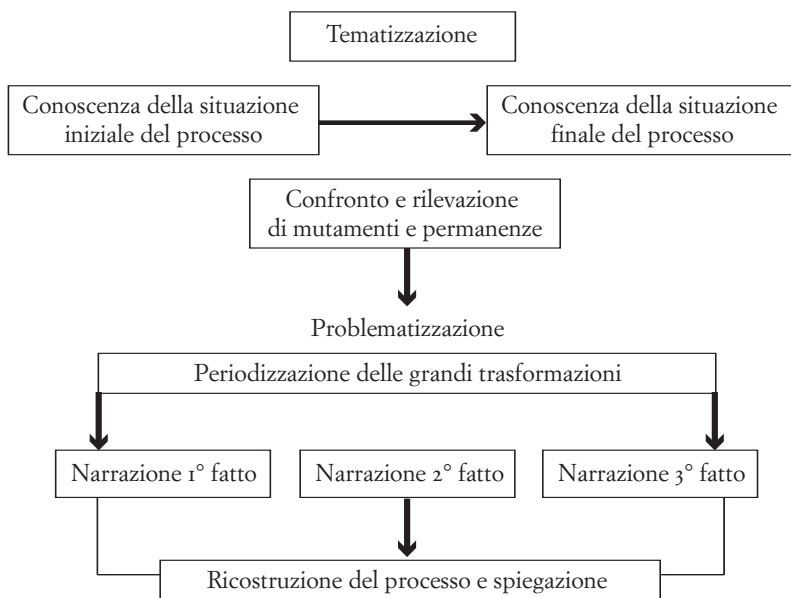 Tematizzazione
Conoscenza della situazione
iniziale del processo
Conoscenza della situazione
finale del processo
Confronto e rilevazione
di mutamenti e permanenze
Problematizzazione
Periodizzazione delle grandi trasformazioni
Narrazione 1° fatto
Narrazione 2° fatto
Narrazione 3° fatto
Ricostruzione del processo e spiegazione